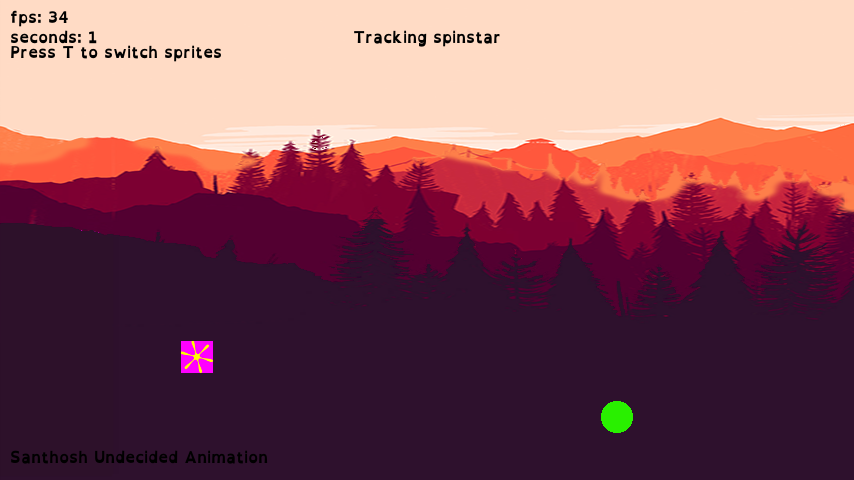 fps: 34
seconds: 1
Press T to switch sprites
Tracking spinstar
Santhosh Undecided Animation